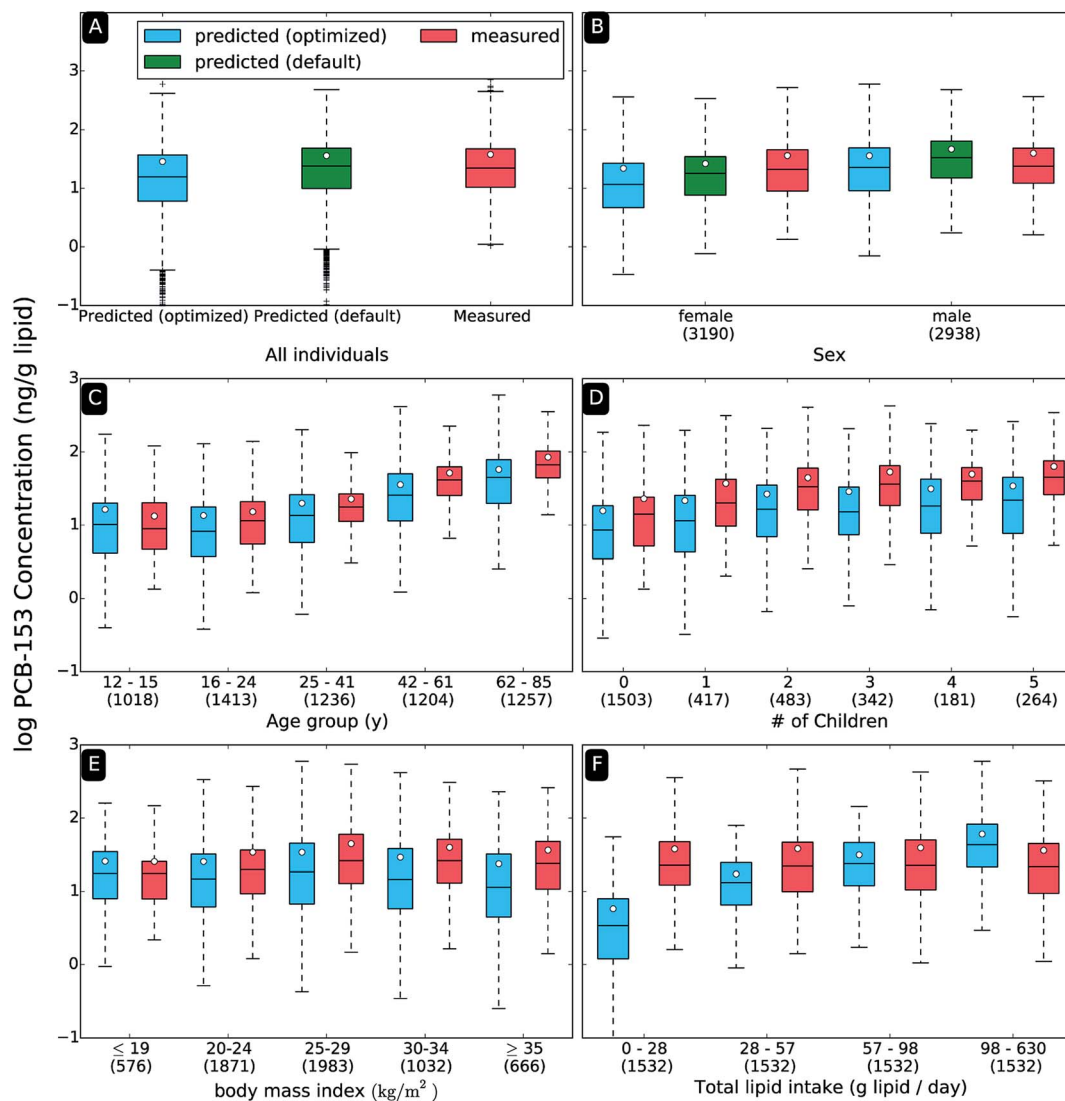 log PCB-153 Concentration (ng/g lipid)
A
predicted (optimized)
measured
predicted (default)
3
2
1
0
−1
Predicted (optimized)
Predicted (default)
Measured
All individuals
B
female
(3190)
male
(2938)
Sex
C
3
2
1
0
−1
12 - 15
(1018)
16 - 24
(1413)
25 - 41
(1236)
42 - 61
(1204)
62 - 85
(1257)
Age group (y)
D
0
(1503)
1
(417)
2
(483)
3
(342)
4
(181)
5
(264)
# of Children
E
3
2
1
0
−1
≤ 19
(576)
20-24
(1871)
25-29
(1983)
30-34
(1032)
≥ 35
(666)
body mass index (kg/m²)
F
0 - 28
(1532)
28 - 57
(1532)
57 - 98
(1532)
98 - 630
(1532)
Total lipid intake (g lipid / day)